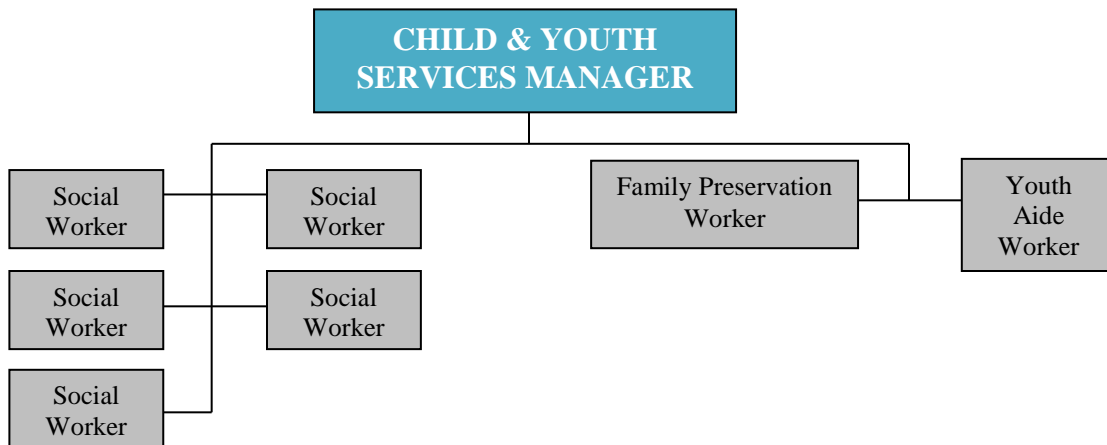 CHILD & YOUTH
SERVICES MANAGER
Social
Worker
Social
Worker
Family Preservation
Worker
Youth
Aide
Worker
Social
Worker
Social
Worker
Social
Worker